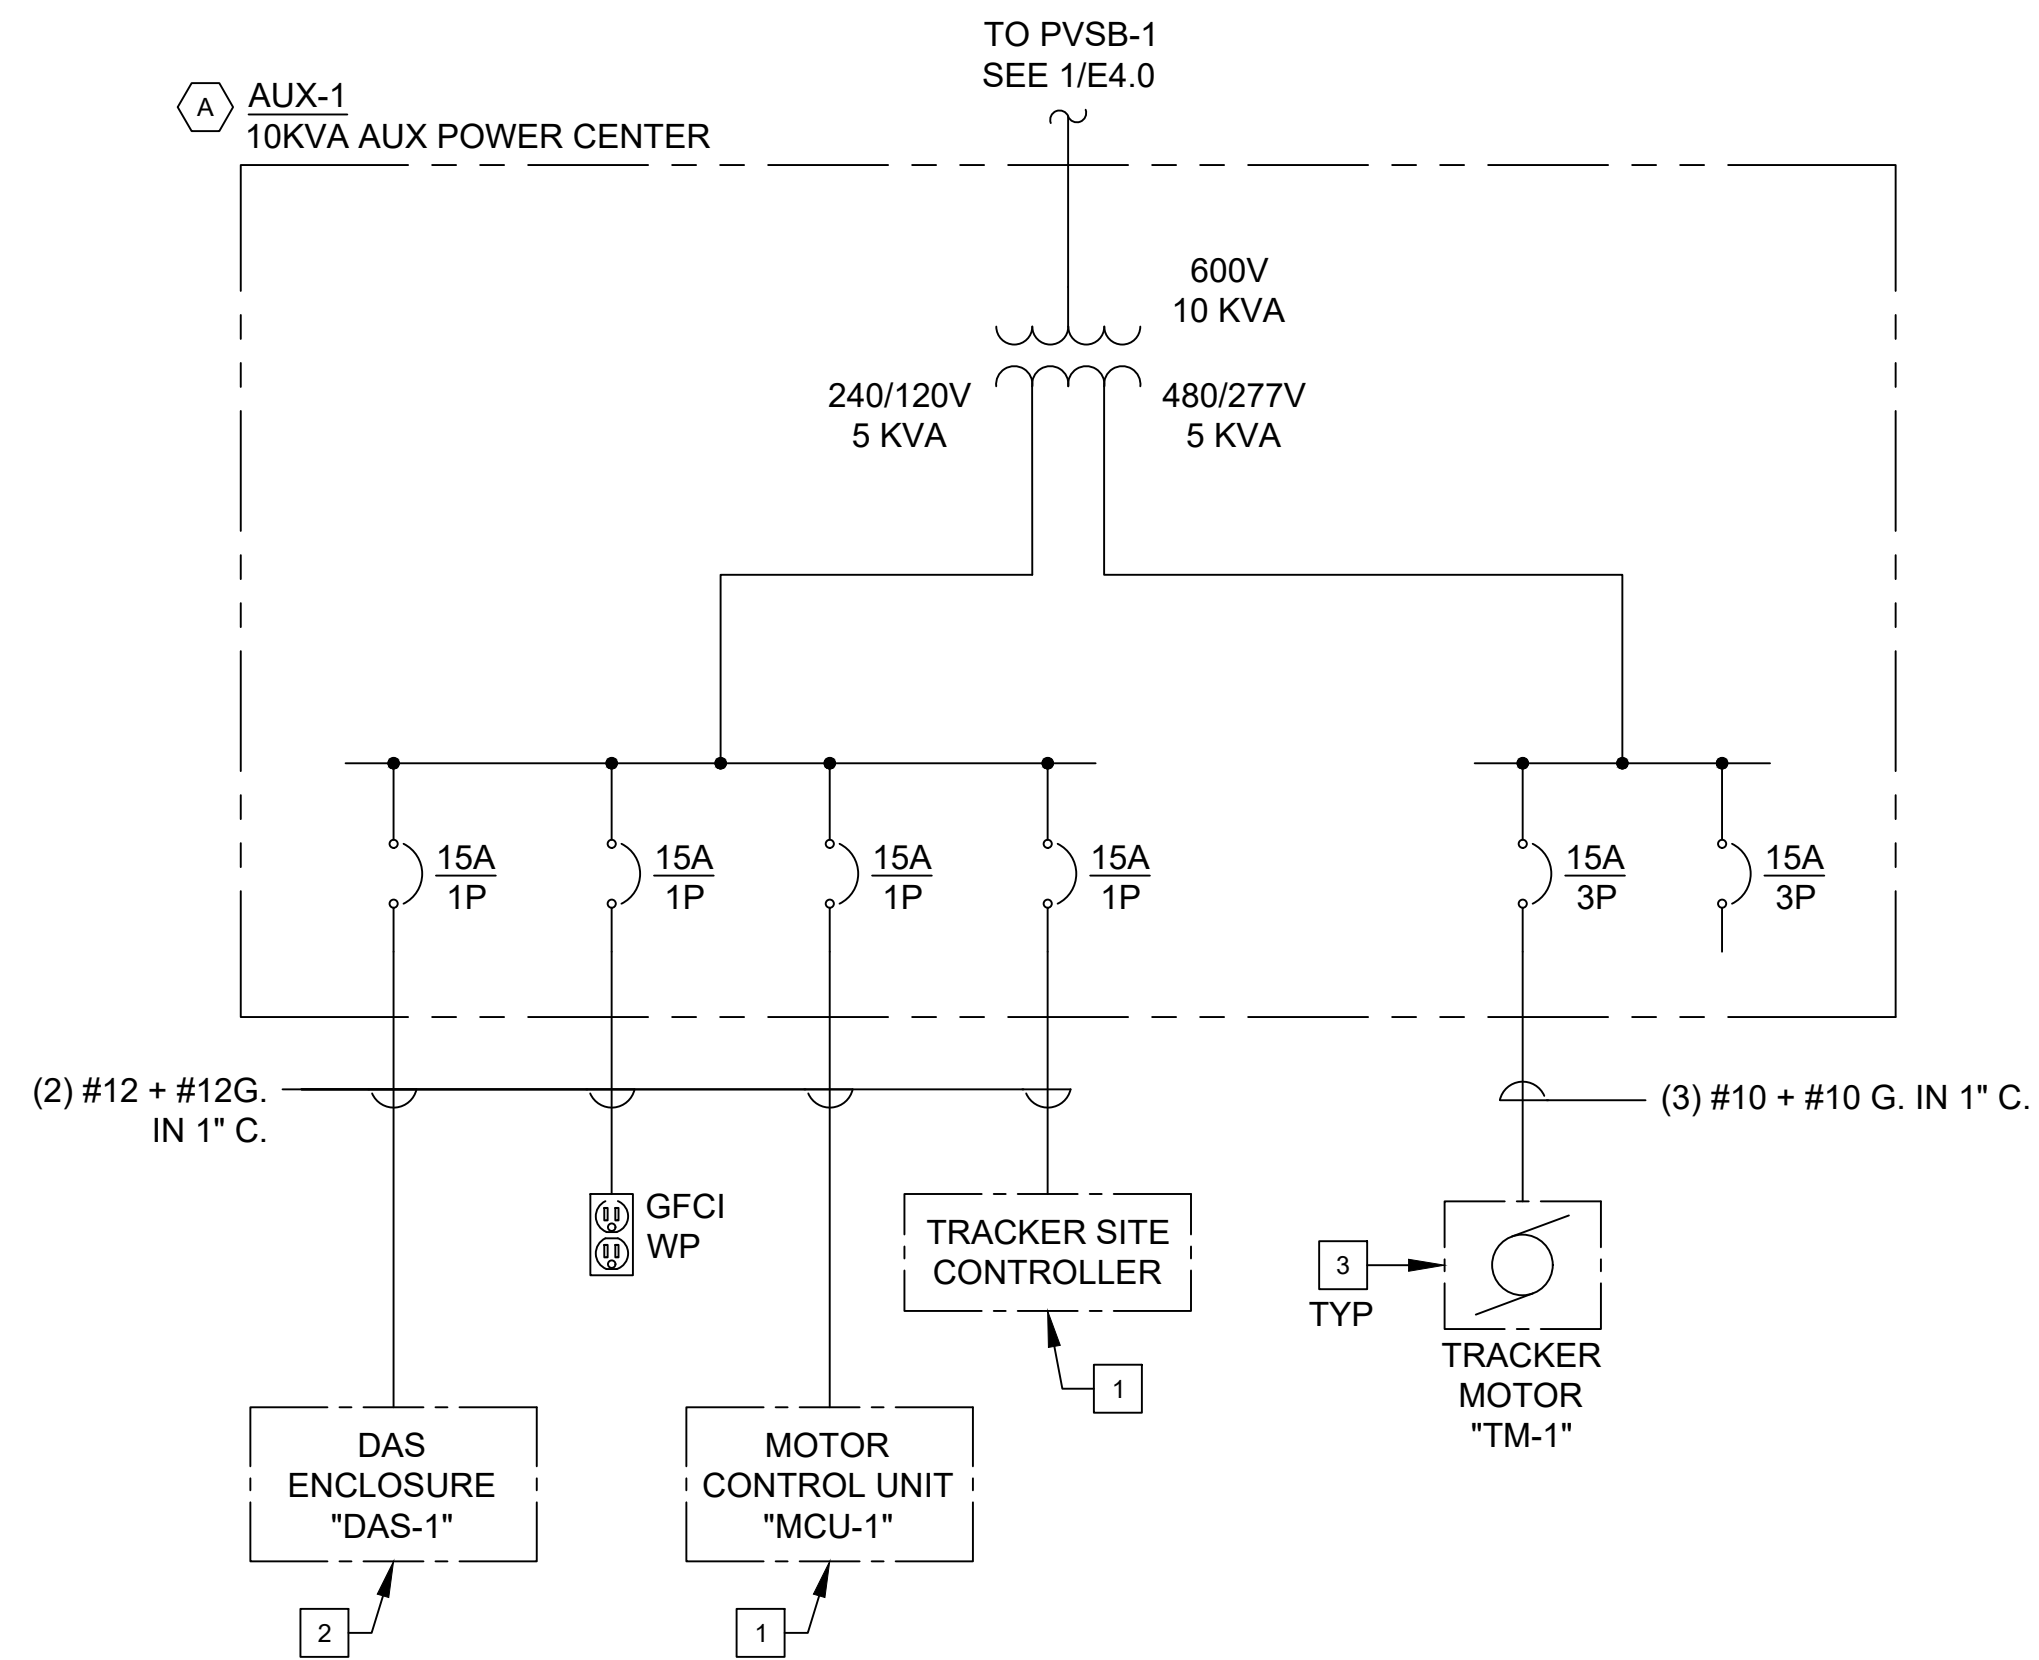 TO PVSB-1
SEE 1/E4.0
A
AUX-1
10KVA AUX POWER CENTER
600V
10 KVA
240/120V
5 KVA
480/277V
5 KVA
15A
1P
15A
1P
15A
1P
15A
1P
15A
3P
15A
3P
(2) #12 + #12G.
IN 1" C.
(3) #10 + #10 G. IN 1" C.
GFCI
WP
TRACKER SITE
CONTROLLER
1
3
TYP
TRACKER
MOTOR
"TM-1"
DAS
ENCLOSURE
"DAS-1"
2
MOTOR
CONTROL UNIT
"MCU-1"
1